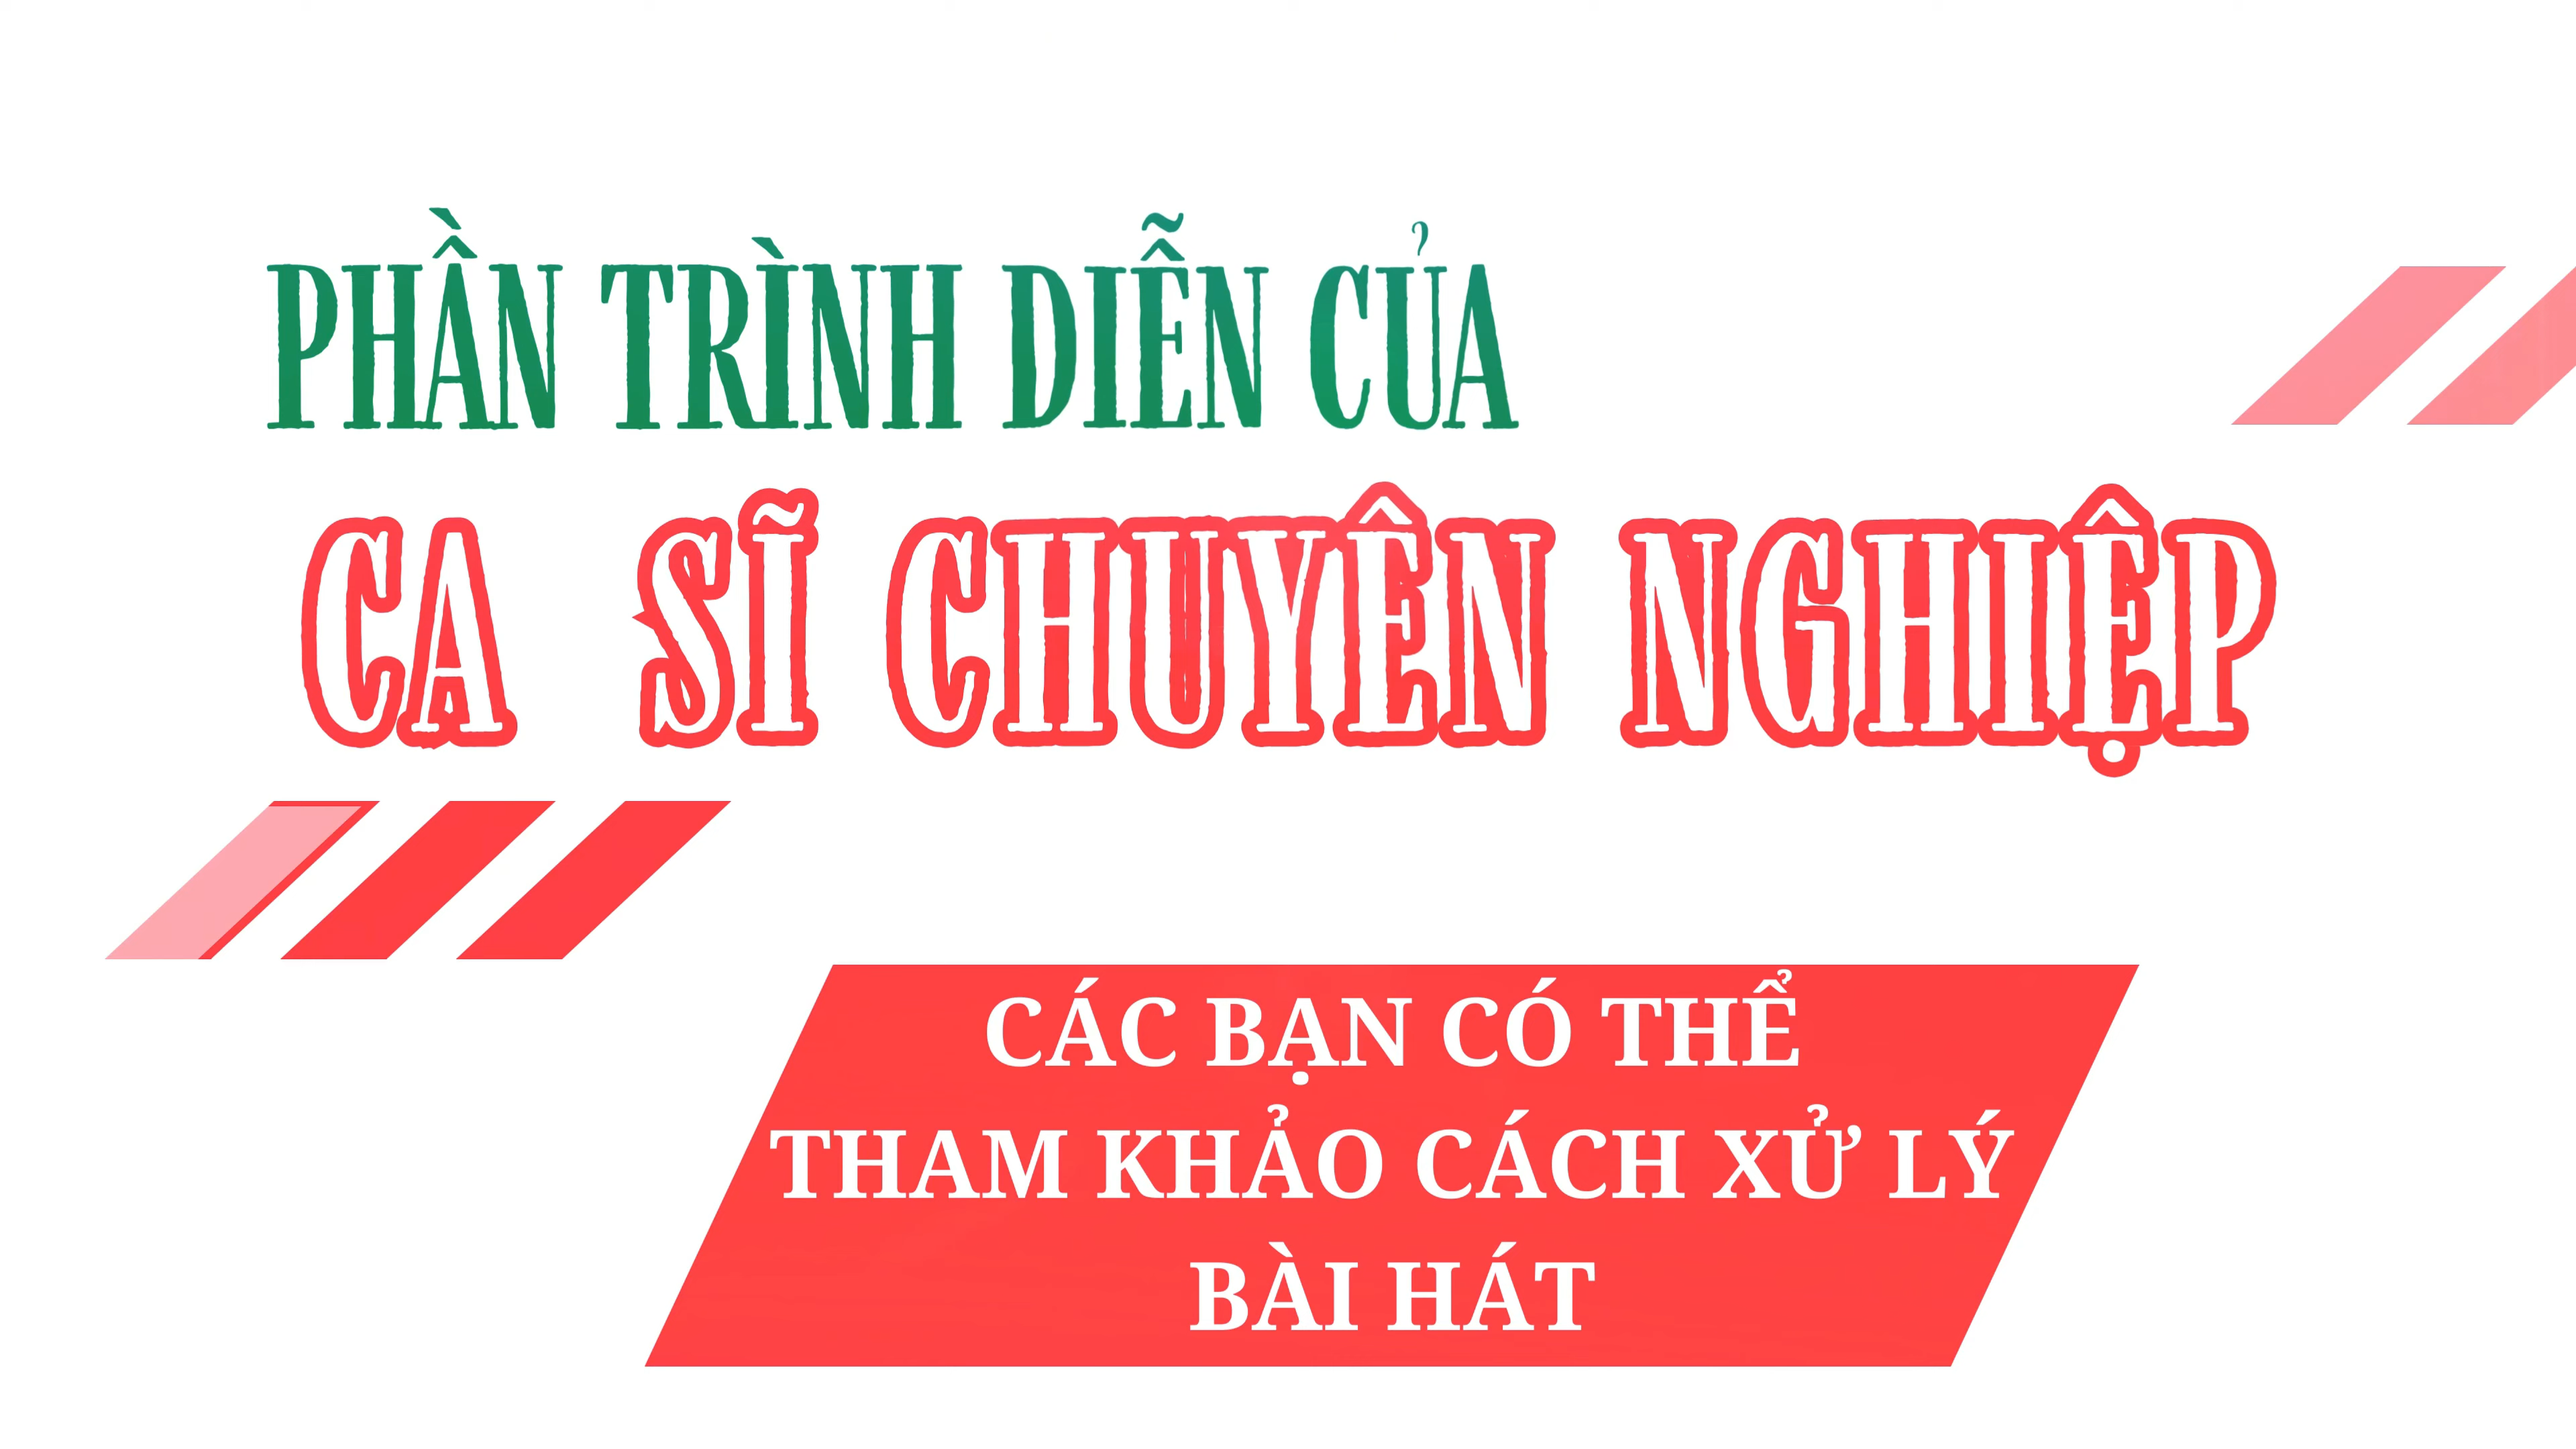 PHẦN TRÌNH DIỄN CỦA
CA SĨ CHUYÊN NGHIỆP
CÁC BẠN CÓ THỂ
THAM KHẢO CÁCH XỬ LÝ
BÀI HÁT